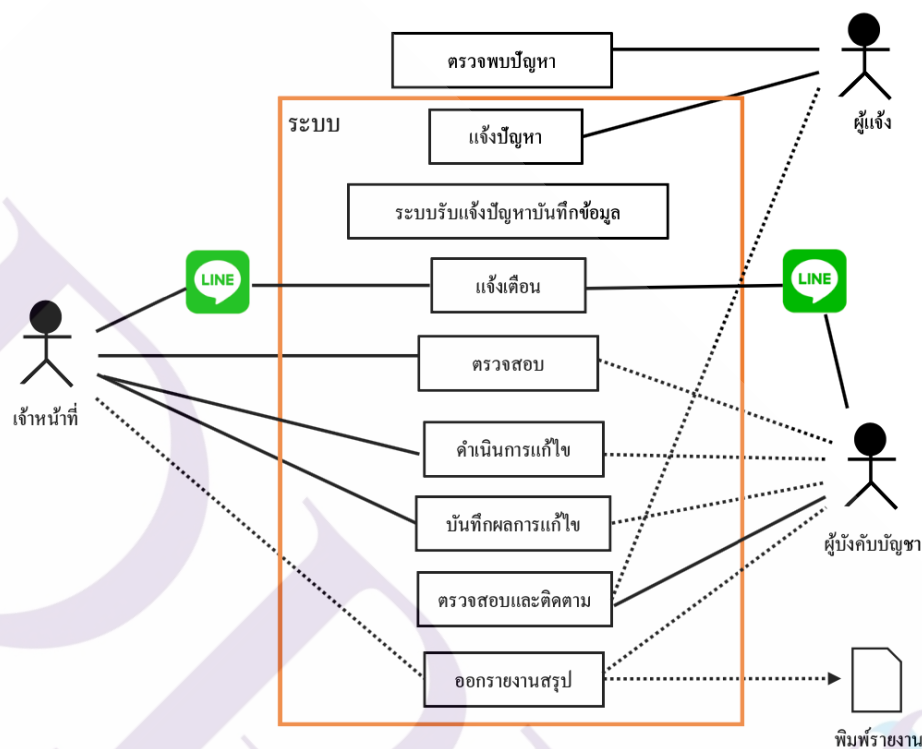 ตรวจพบปัญหา
ผู้แจ้ง
ระบบ
แจ้งปัญหา
ระบบรับแจ้งปัญหาบันทึกข้อมูล
LINE
แจ้งเตือน
LINE
เจ้าหน้าที่
ตรวจสอบ
ดำเนินการแก้ไข
บันทึกผลการแก้ไข
ผู้บังคับบัญชา
ตรวจสอบและติดตาม
ออกรายงานสรุป
พิมพ์รายงาน